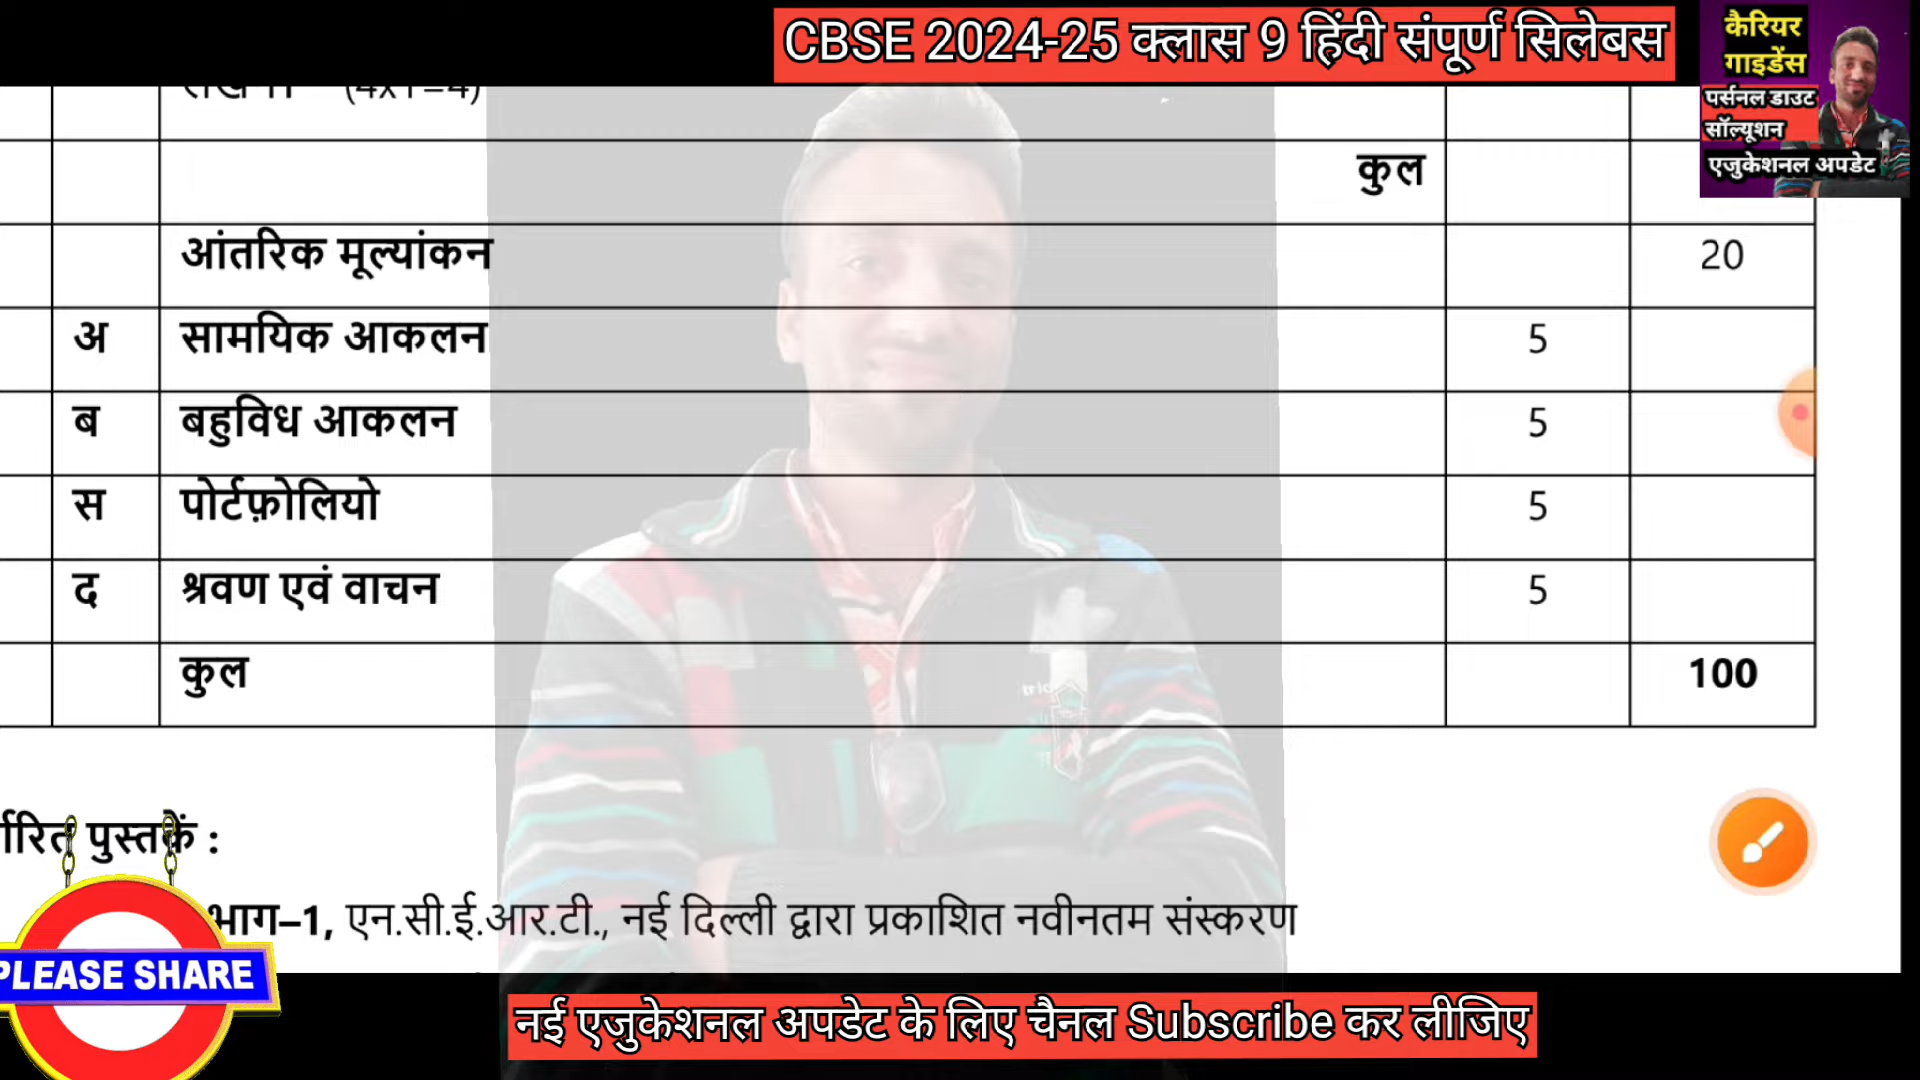 CBSE 2024-25 क्लास 9 हिंदी संपूर्ण सिलेबस
कैरियर
गाइडेंस
पर्सनल डाउट
सॉल्यूशन
एजुकेशनल अपडेट
(4x1=4)
कुल
आंतरिक मूल्यांकन 20
अ सामयिक आकलन 5
ब बहुविध आकलन 5
स पोर्टफ़ोलियो 5
द श्रवण एवं वाचन 5
कुल 100
पुस्तकें :
भाग–1, एन.सी.ई.आर.टी., नई दिल्ली द्वारा प्रकाशित नवीनतम संस्करण
PLEASE SHARE
नई एजुकेशनल अपडेट के लिए चैनल Subscribe कर लीजिए